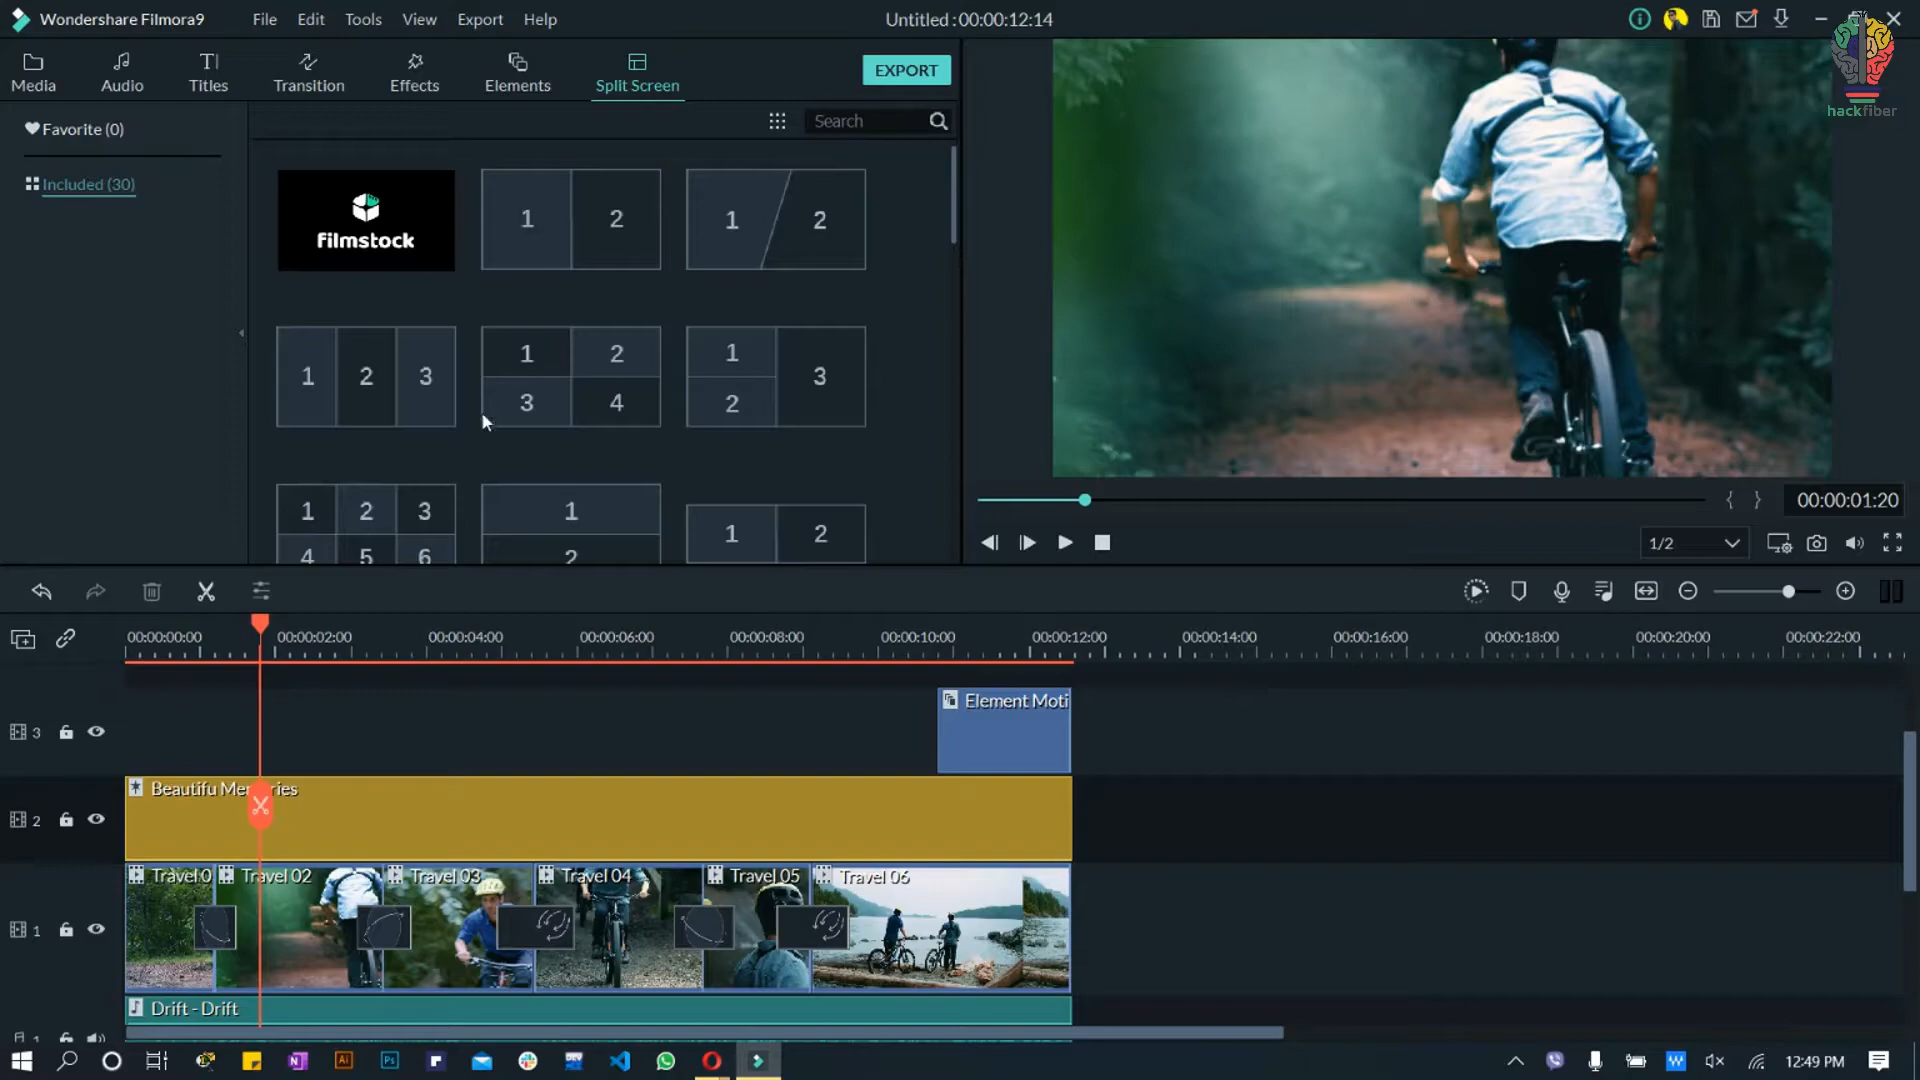 Wondershare Filmora9
File Edit Tools View Export Help
Untitled : 00:00:12:14
Media Audio Titles Transition Effects Elements Split Screen
EXPORT
hackfiber
Favorite (0)
Search
Included (30)
filmstock
1 2
1 2
1 2 3
1 2
3 4
1
2
3
1 2 3
4 5 6
1
2
1 2
00:00:01:20
1/2
00:00:00:00 00:00:02:00 00:00:04:00 00:00:06:00 00:00:08:00 00:00:10:00 00:00:12:00 00:00:14:00 00:00:16:00 00:00:18:00 00:00:20:00 00:00:22:00
3
Element Moti
2
Beautifu Memories
Travel 0 Travel 02 Travel 03 Travel 04 Travel 05 Travel 06
1
Drift - Drift
1
12:49 PM